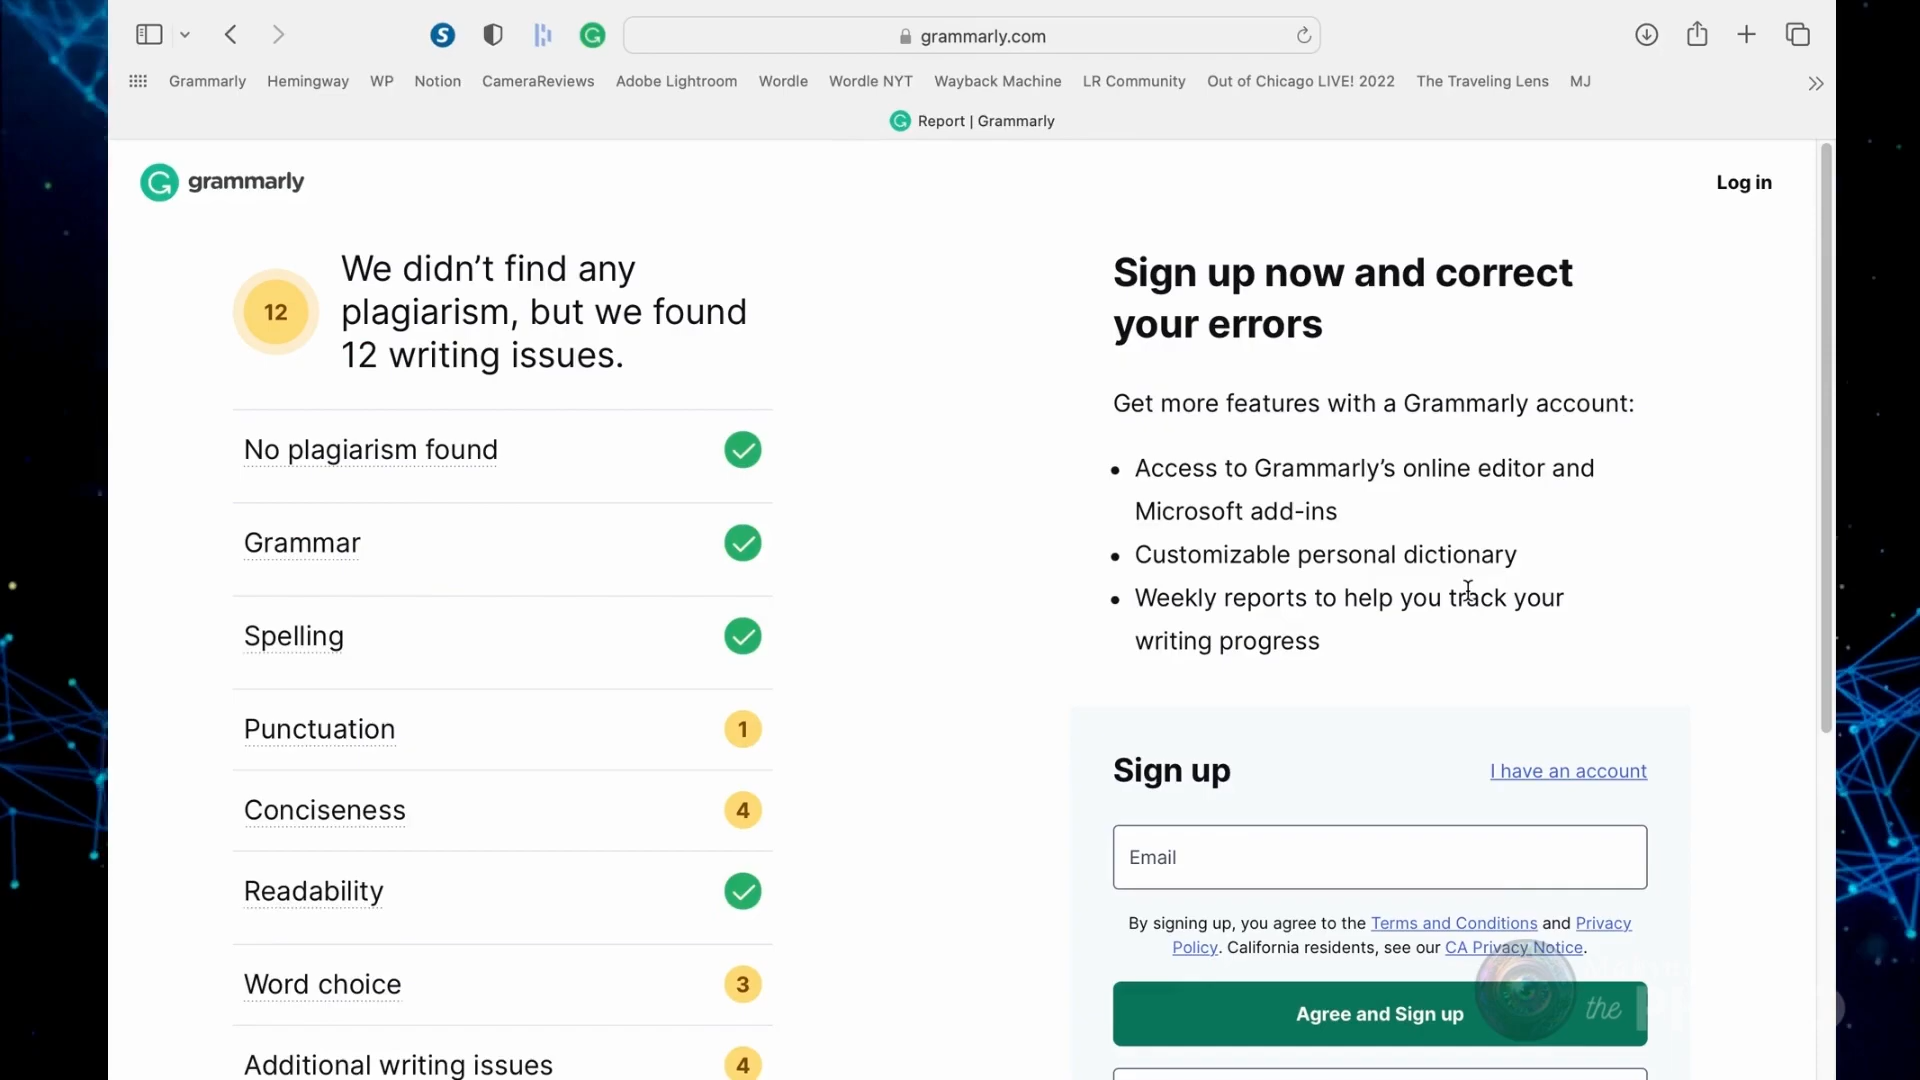 grammarly.com
Grammarly Hemingway WP Notion CameraReviews Adobe Lightroom Wordle Wordle NYT Wayback Machine LR Community Out of Chicago LIVE! 2022 The Traveling Lens MJ
Report | Grammarly
grammarly
Log in
12
We didn’t find any
plagiarism, but we found
12 writing issues.
No plagiarism found
Grammar
Spelling
Punctuation 1
Conciseness 4
Readability
Word choice 3
Additional writing issues 4
Sign up now and correct
your errors
Get more features with a Grammarly account:
• Access to Grammarly’s online editor and
Microsoft add-ins
• Customizable personal dictionary
• Weekly reports to help you track your
writing progress
Sign up
I have an account
Email
By signing up, you agree to the Terms and Conditions and Privacy
Policy. California residents, see our CA Privacy Notice.
Agree and Sign up
the